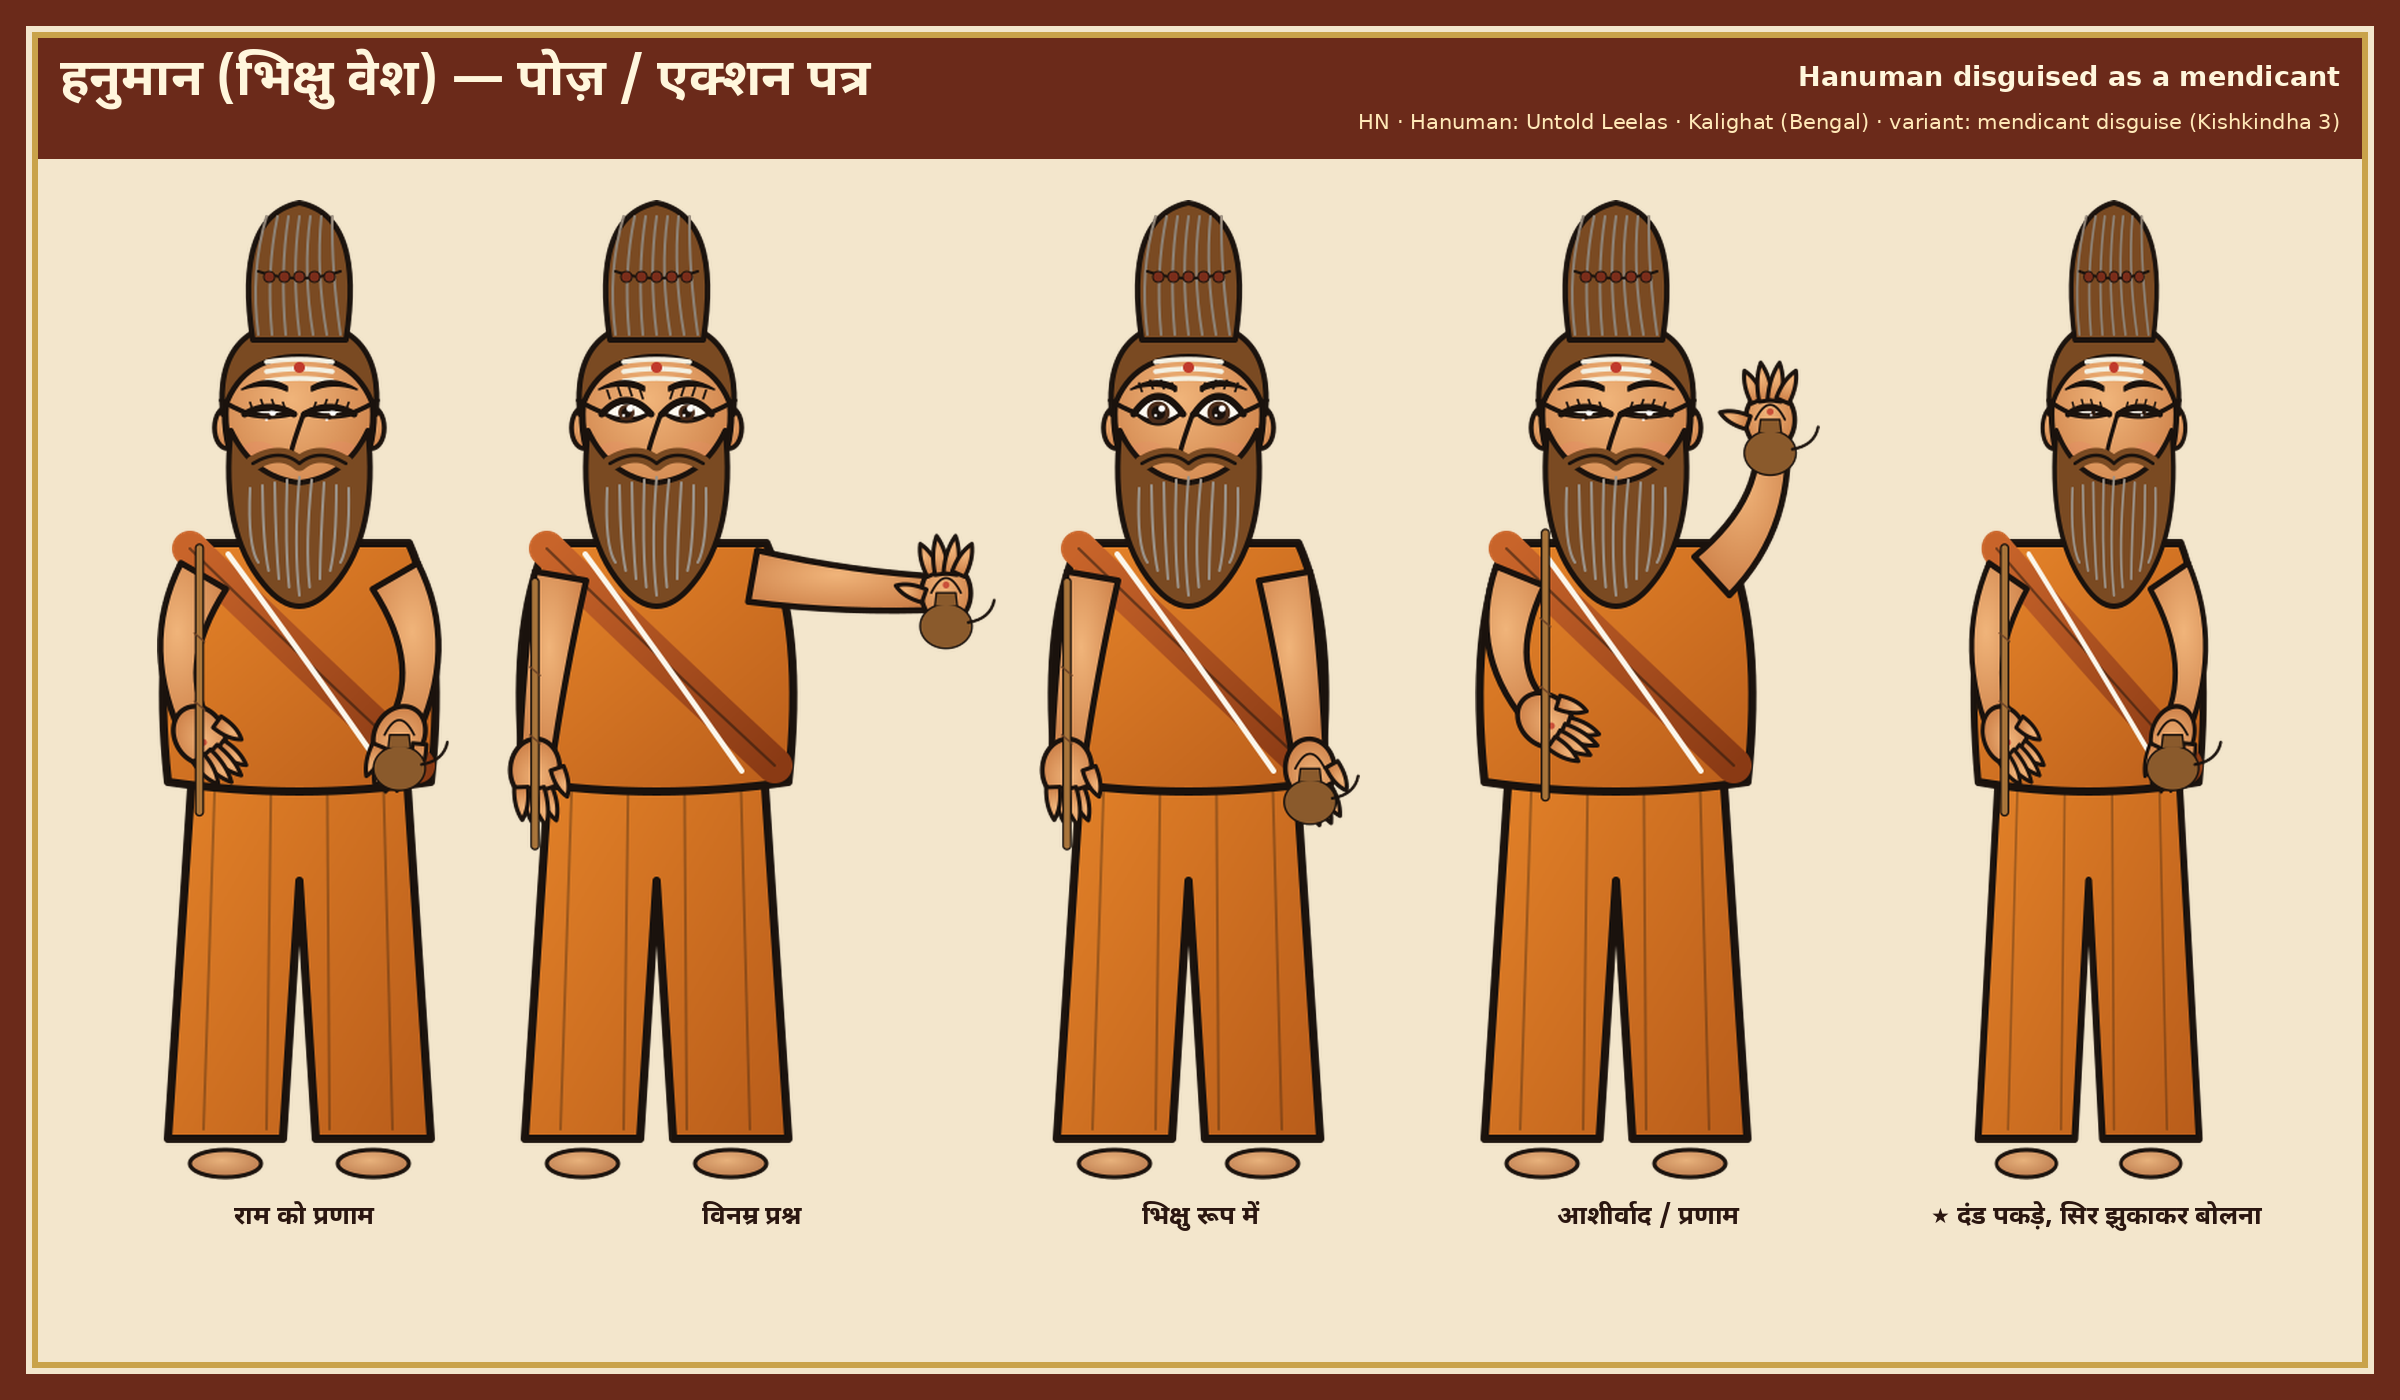 हनुमान (भिक्षु वेश) — पोज़ / एक्शन पत्र
Hanuman disguised as a mendicant
HN · Hanuman: Untold Leelas · Kalighat (Bengal) · variant: mendicant disguise (Kishkindha 3)
राम को प्रणाम
विनम्र प्रश्न
भिक्षु रूप में
आशीर्वाद / प्रणाम
★ दंड पकड़े, सिर झुकाकर बोलना